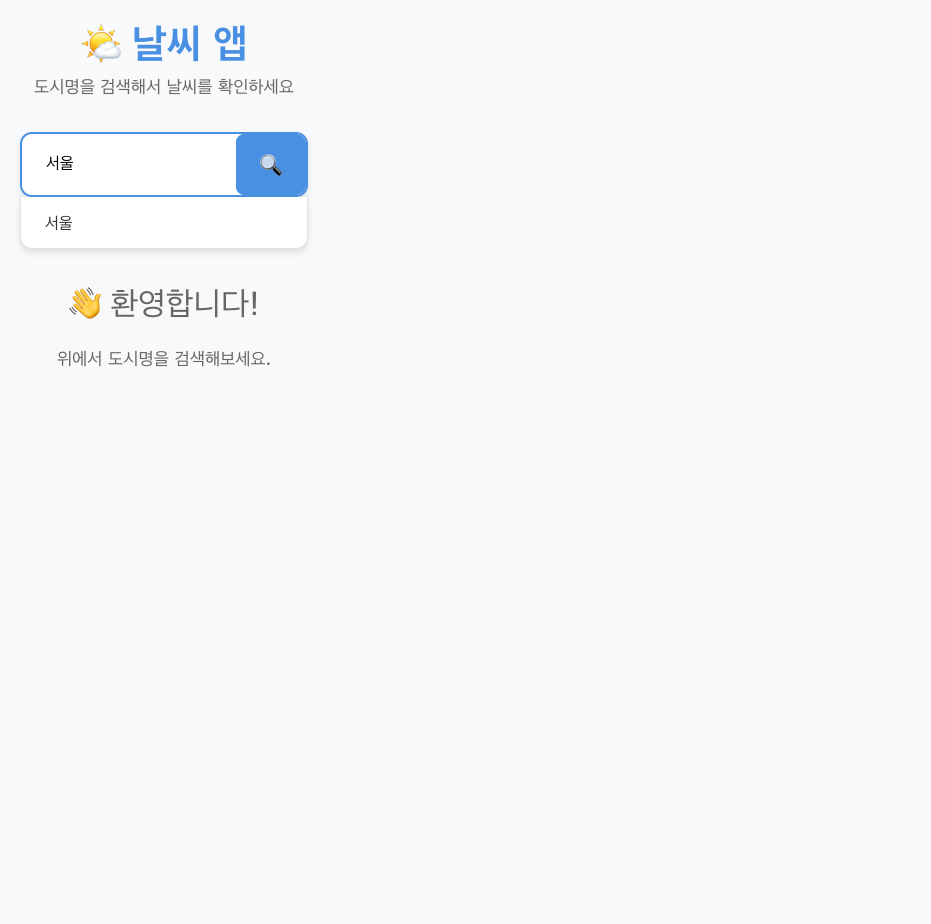 날씨 앱
도시명을 검색해서 날씨를 확인하세요
서울
서울
환영합니다!
위에서 도시명을 검색해보세요.